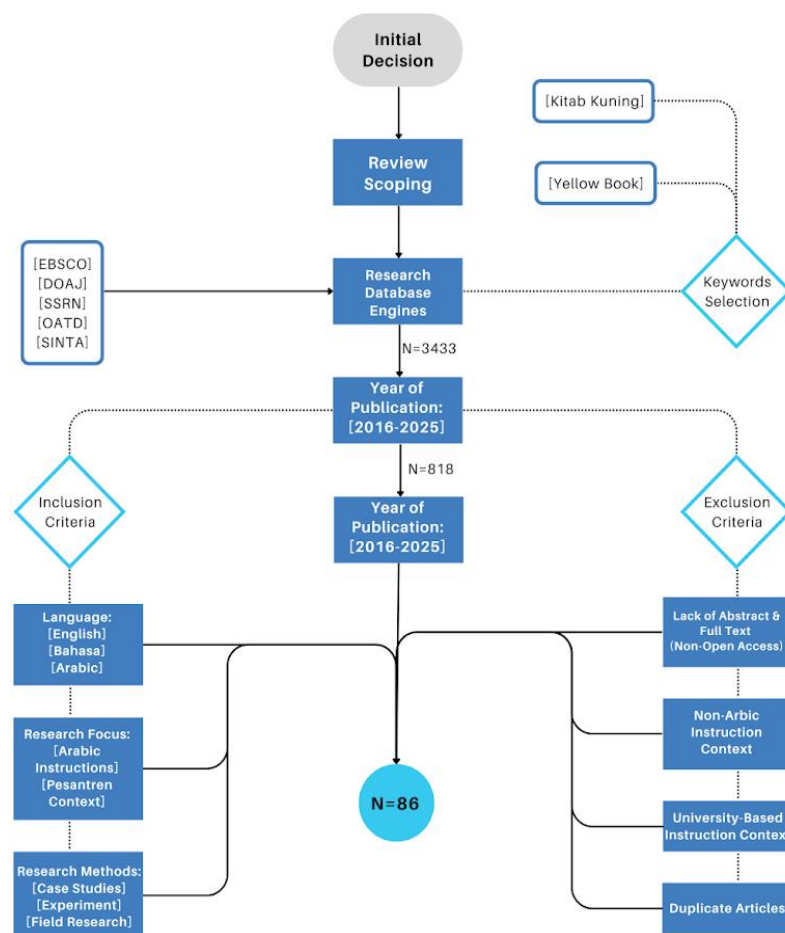 Initial
Decision
[Kitab Kuning]
Review
Scoping
[Yellow Book]
[EBSCO]
[DOAJ]
[SSRN]
[OATD]
[SINTA]
Research
Database
Engines
Keywords
Selection
N=3433
Year of
Publication:
[2016-2025]
N=818
Inclusion
Criteria
Year of
Publication:
[2016-2025]
Exclusion
Criteria
Language:
[English]
[Bahasa]
[Arabic]
Lack of Abstract &
Full Text
(Non-Open Access)
Research Focus:
[Arabic
Instructions]
[Pesantren
Context]
Non-Arbic
Instruction
Context
N=86
University-Based
Instruction Context
Research Methods:
[Case Studies]
[Experiment]
[Field Research]
Duplicate Articles